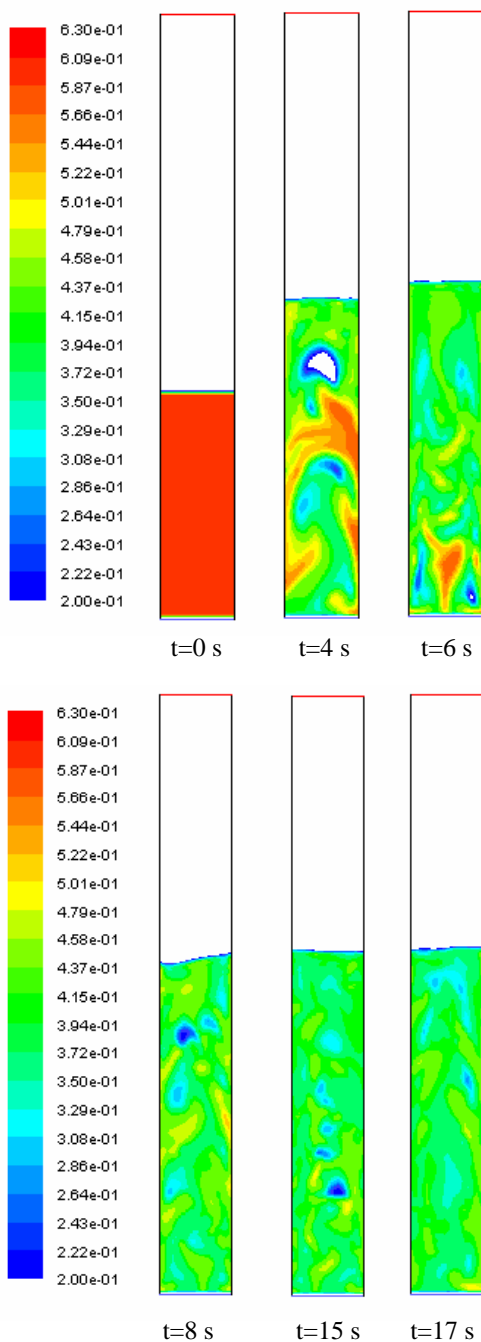 6.30e-01
6.09e-01
5.87e-01
5.66e-01
5.44e-01
5.22e-01
5.01e-01
4.79e-01
4.58e-01
4.37e-01
4.15e-01
3.94e-01
3.72e-01
3.50e-01
3.29e-01
3.08e-01
2.86e-01
2.64e-01
2.43e-01
2.22e-01
2.00e-01
t=0 s
t=4 s
t=6 s
6.30e-01
6.09e-01
5.87e-01
5.66e-01
5.44e-01
5.22e-01
5.01e-01
4.79e-01
4.58e-01
4.37e-01
4.15e-01
3.94e-01
3.72e-01
3.50e-01
3.29e-01
3.08e-01
2.86e-01
2.64e-01
2.43e-01
2.22e-01
2.00e-01
t=8 s
t=15 s
t=17 s